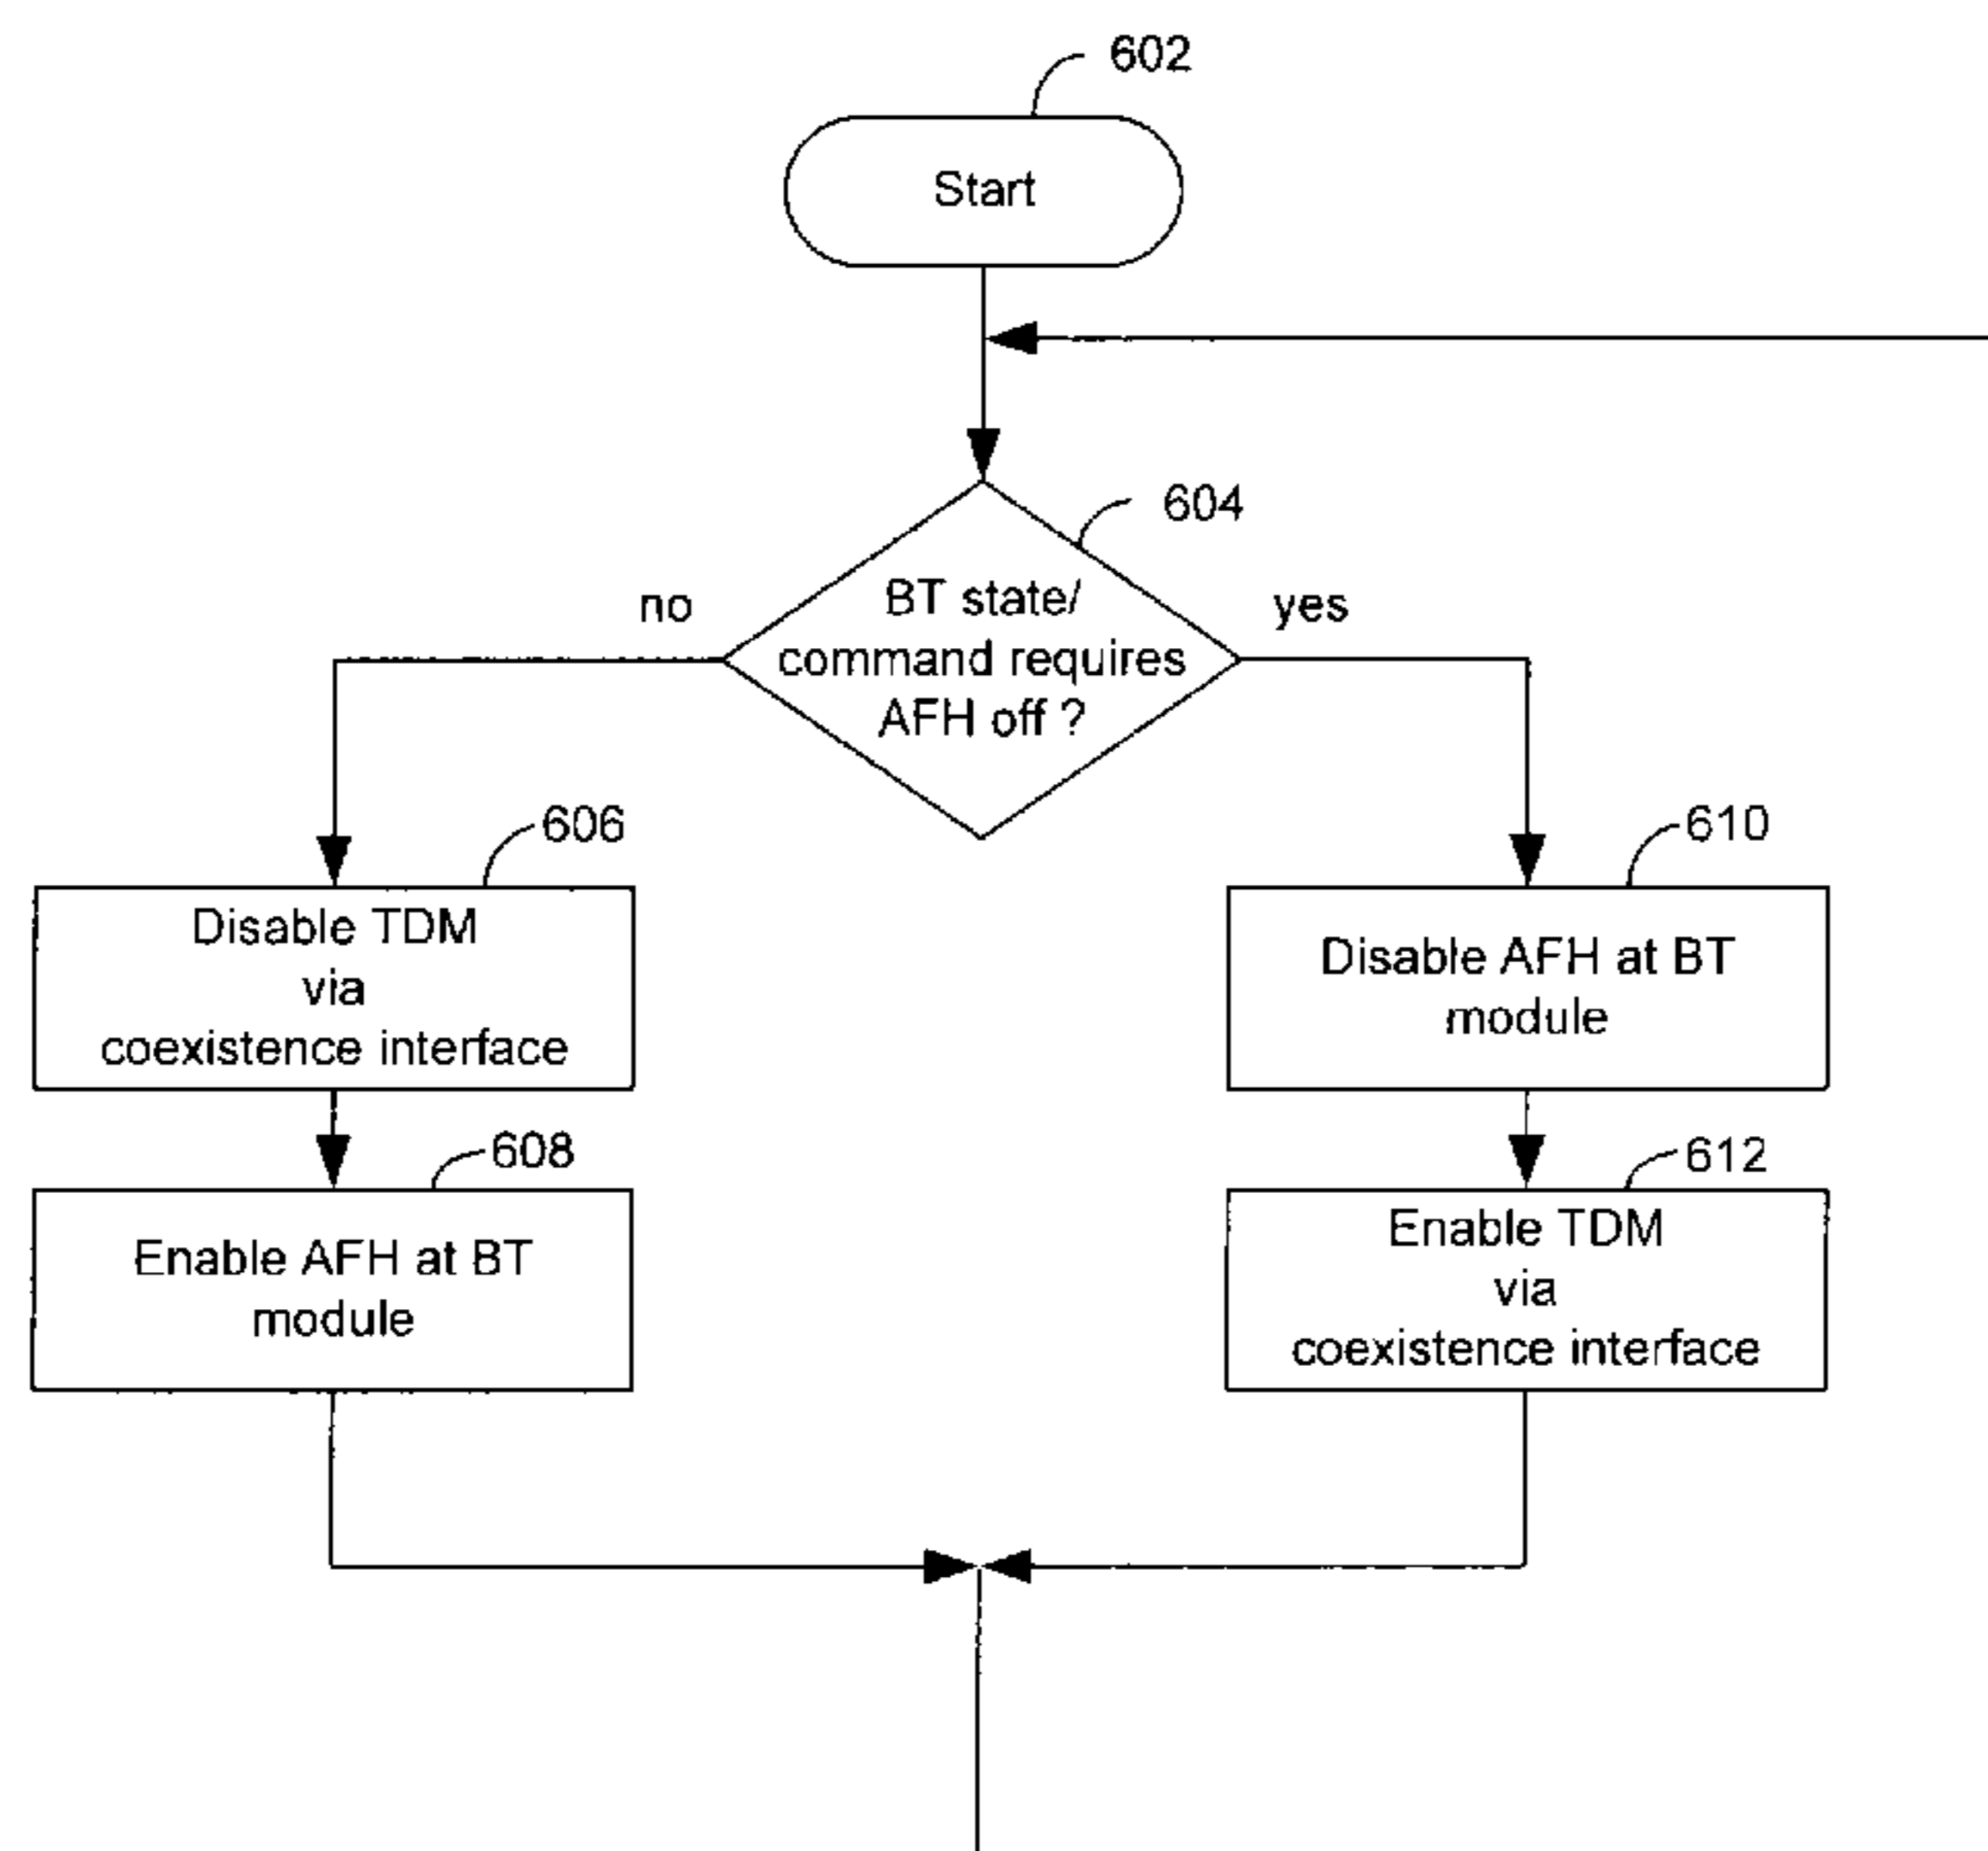 602
Start
604
BT state/
command requires
AFH off ?
no
yes
606
Disable TDM
via
coexistence interface
608
Enable AFH at BT
module
610
Disable AFH at BT
module
612
Enable TDM
via
coexistence interface